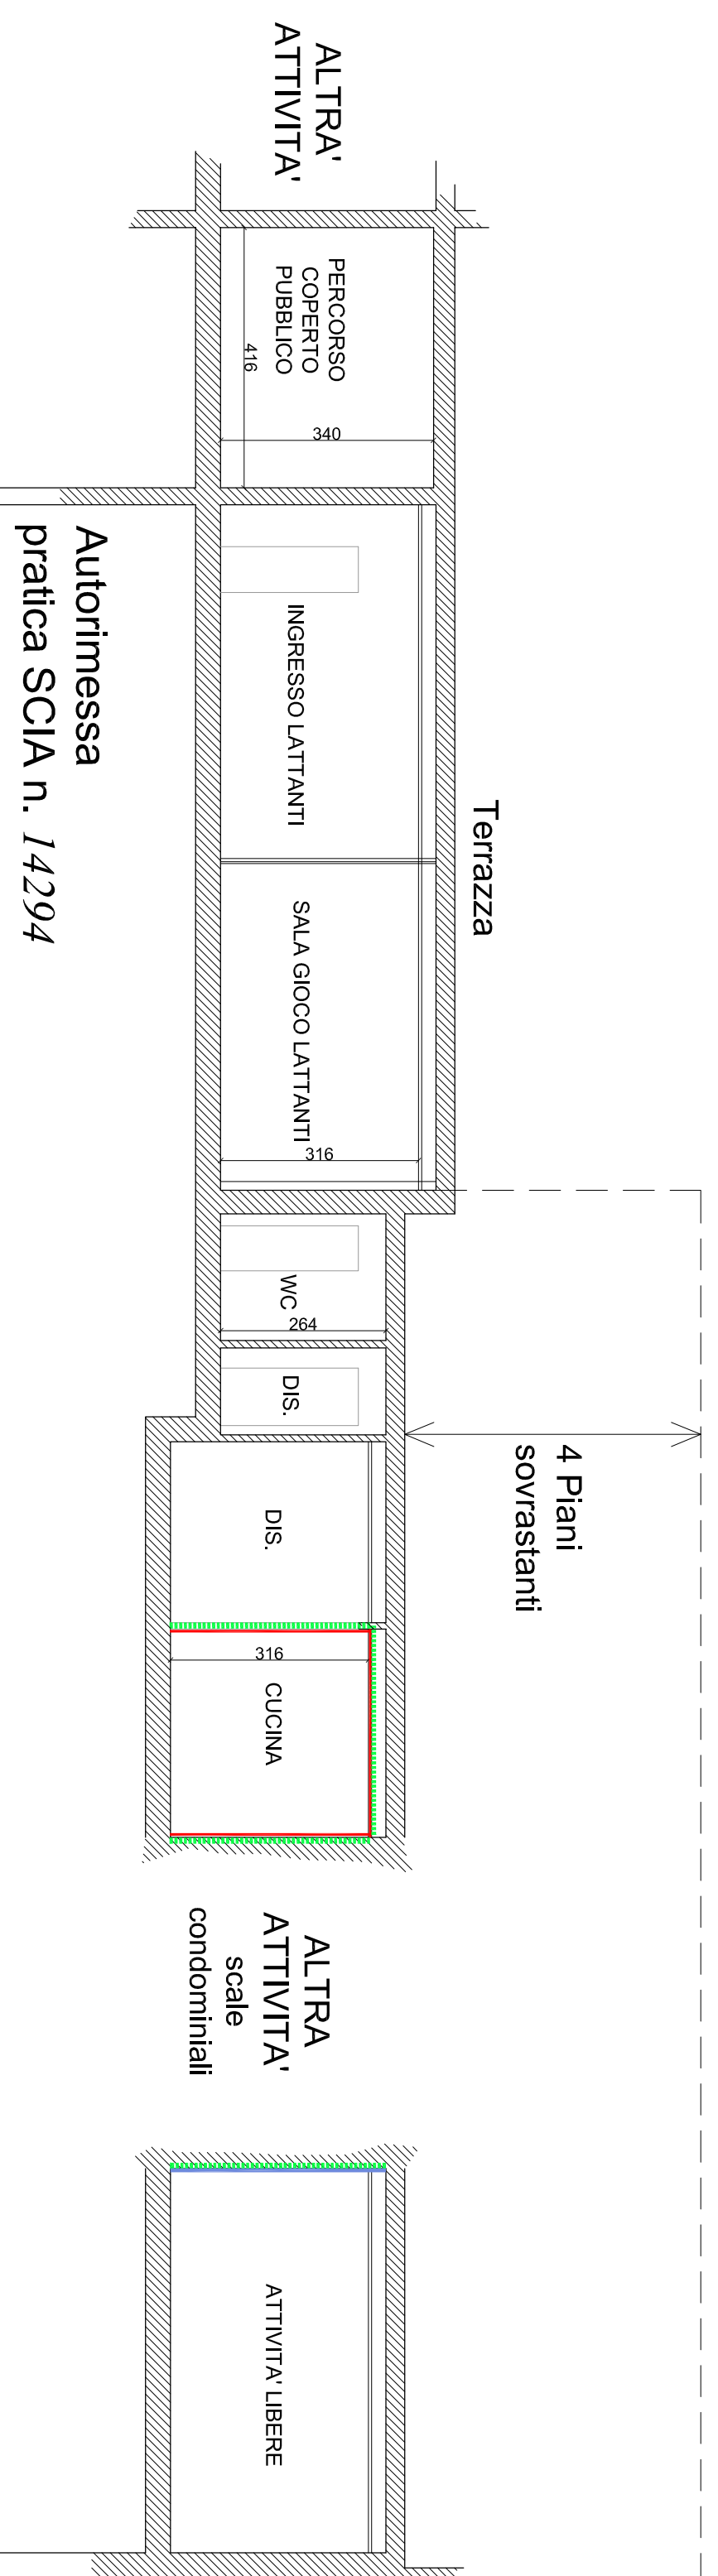 ALTRA'
ATTIVITA'
PERCORSO
COPERTO
PUBBLICO
416
340
Autorimessa
pratica SCIA n. 14294
INGRESSO LATTANTI
Terrazza
SALA GIOCO LATTANTI
316
WC
264
DIS.
4 Piani
sovrastanti
DIS.
316
CUCINA
ALTRA
ATTIVITA'
scale
condominiali
ATTIVITA' LIBERE